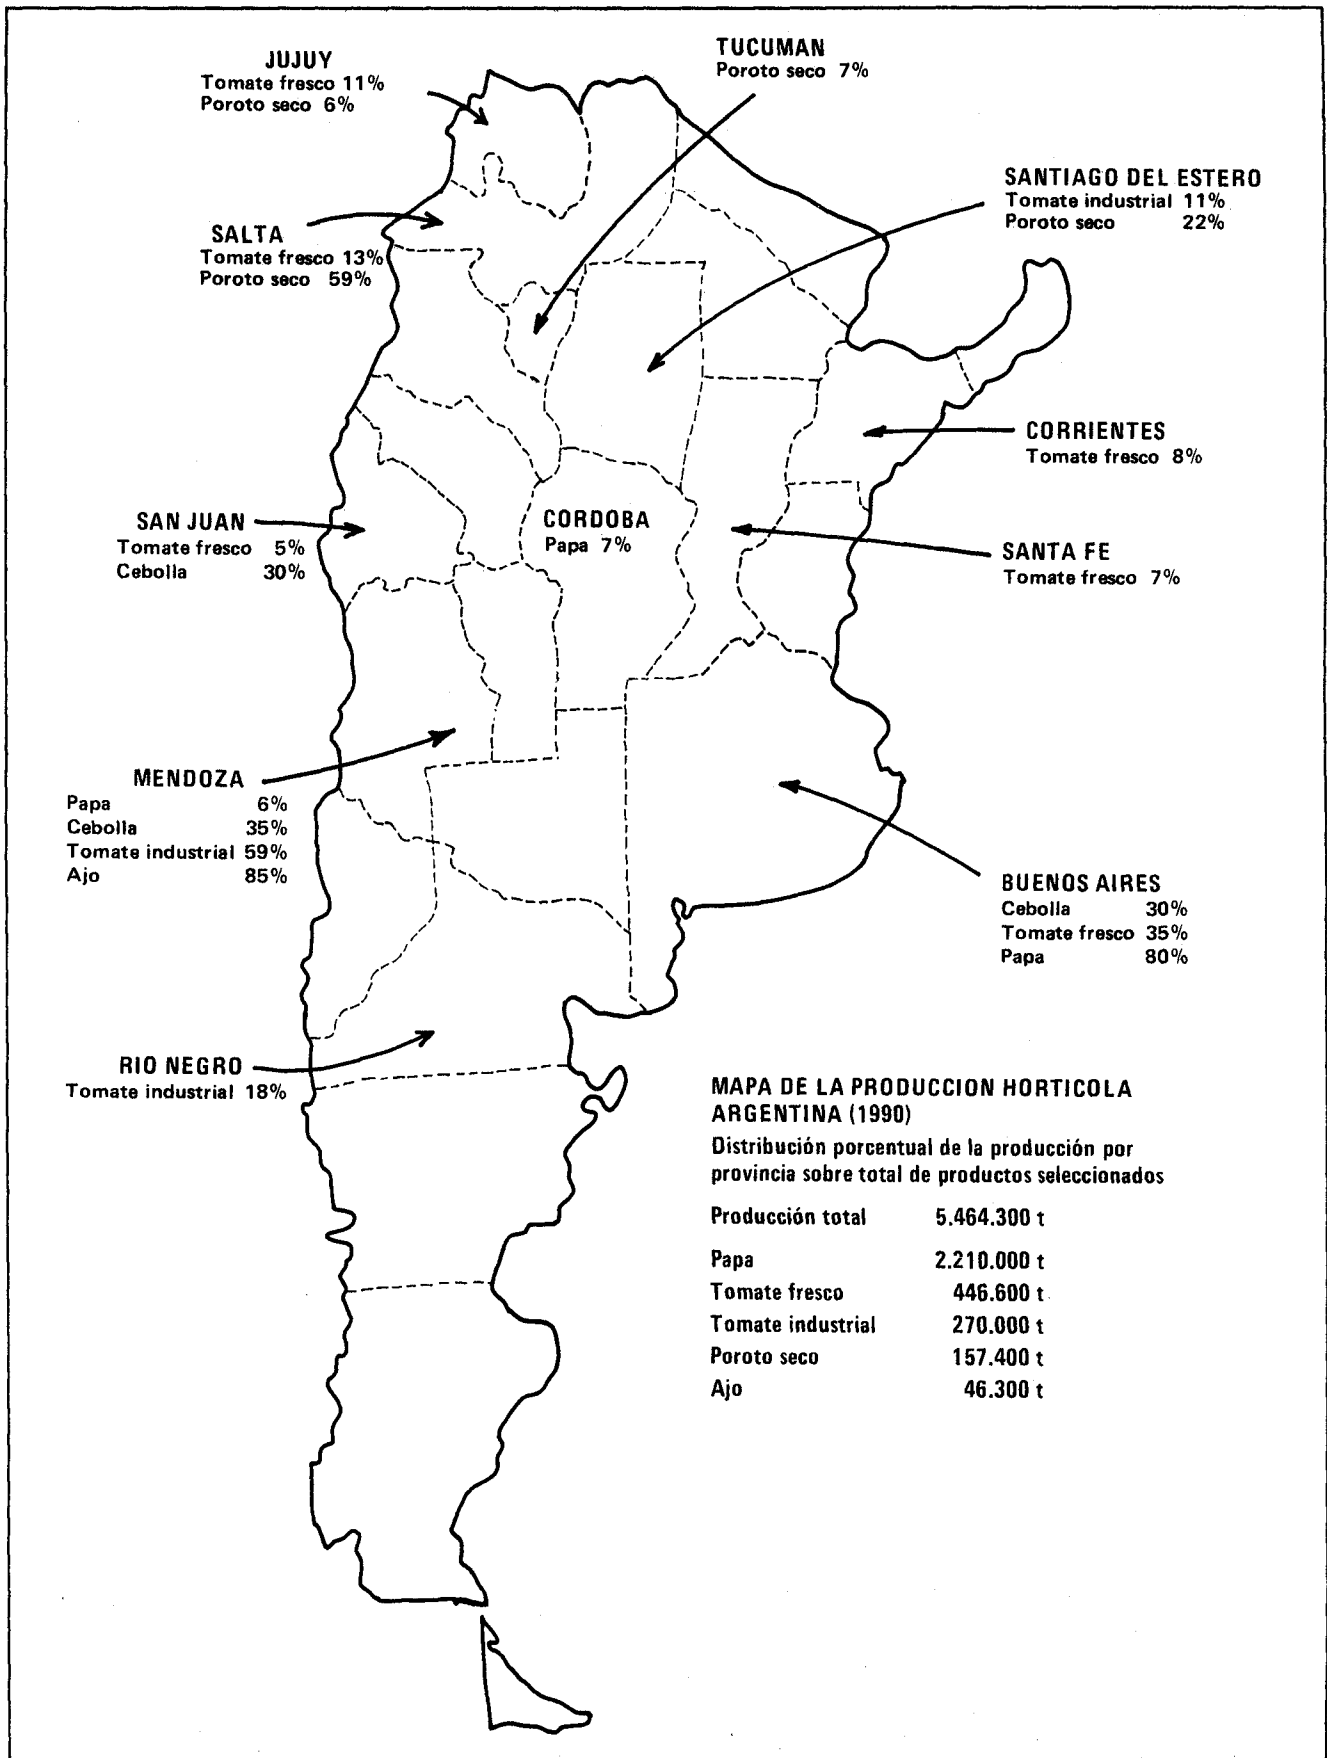 JUJUY
Tomate fresco 11%
Poroto seco 6%
TUCUMAN
Poroto seco 7%
SANTIAGO DEL ESTERO
Tomate industrial 11%
Poroto seco 22%
SALTA
Tomate fresco 13%
Poroto seco 59%
CORRIENTES
Tomate fresco 8%
SAN JUAN
Tomate fresco 5%
Cebolla 30%
CORDOBA
Papa 7%
SANTA FE
Tomate fresco 7%
MENDOZA
Papa 6%
Cebolla 35%
Tomate industrial 59%
Ajo 85%
BUENOS AIRES
Cebolla 30%
Tomate fresco 35%
Papa 80%
RIO NEGRO
Tomate industrial 18%
MAPA DE LA PRODUCCION HORTICOLA
ARGENTINA (1990)
Distribución porcentual de la producción por
provincia sobre total de productos seleccionados
Producción total 5.464.300 t
Papa 2.210.000 t
Tomate fresco 446.600 t
Tomate industrial 270.000 t
Poroto seco 157.400 t
Ajo 46.300 t